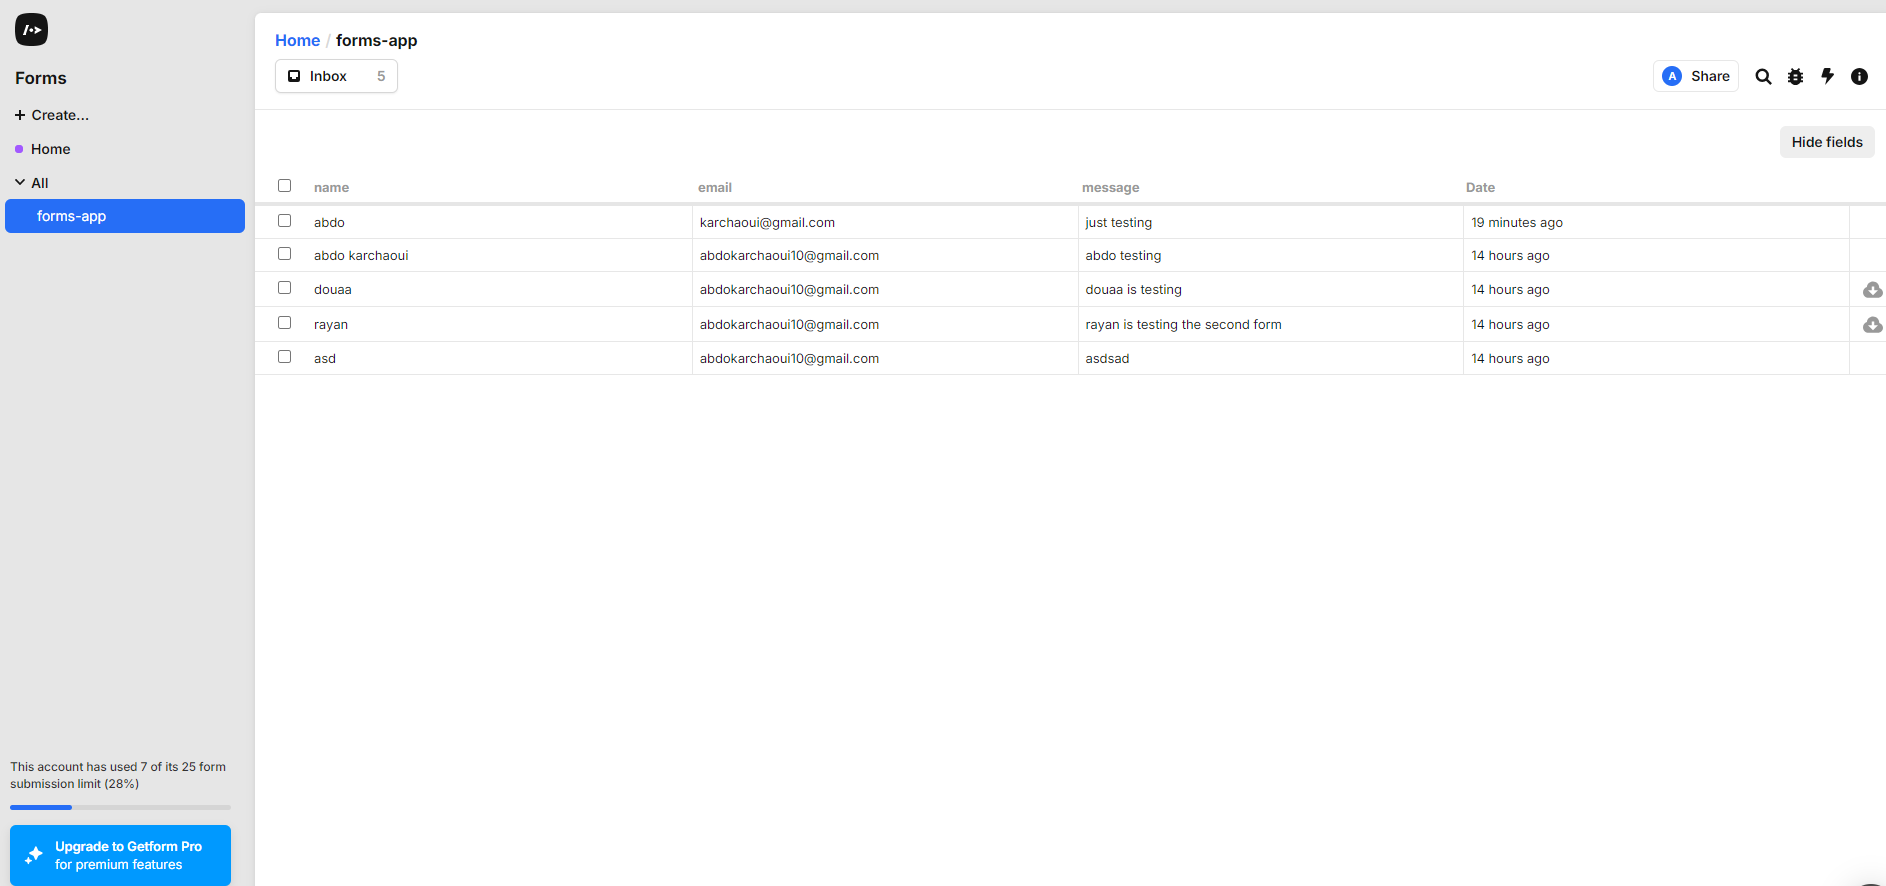 Forms
Create...
Home
All
forms-app
This account has used 7 of its 25 form
submission limit (28%)
Upgrade to Getform Pro
for premium features
Home / forms-app
Inbox 5
A Share
Hide fields
name email message Date
abdo karchaoui@gmail.com just testing 19 minutes ago
abdo karchaoui abdokarchaoui10@gmail.com abdo testing 14 hours ago
douaa abdokarchaoui10@gmail.com douaa is testing 14 hours ago
rayan abdokarchaoui10@gmail.com rayan is testing the second form 14 hours ago
asd abdokarchaoui10@gmail.com asdsad 14 hours ago